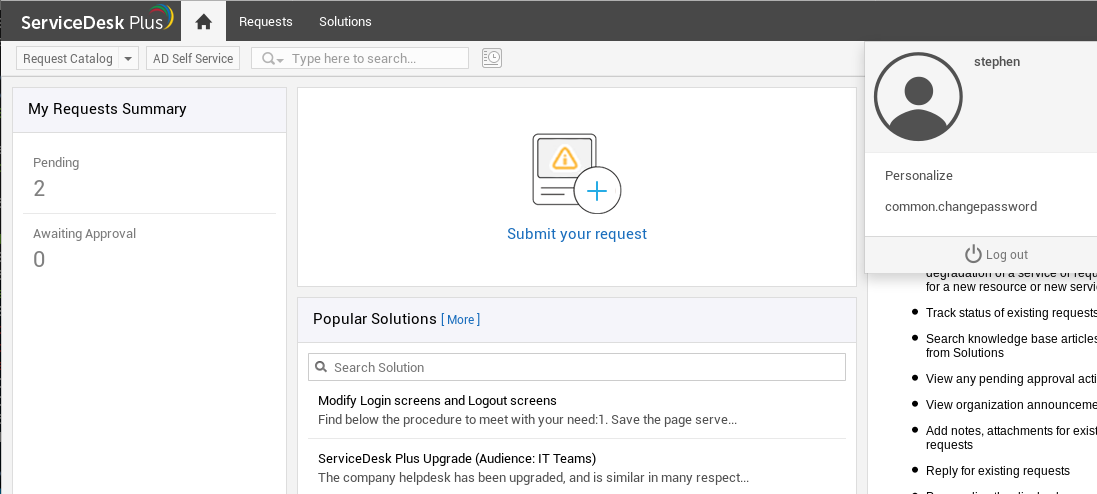 ServiceDesk Plus
Requests
Solutions
Request Catalog
AD Self Service
Type here to search...
stephen
Personalize
common.changepassword
Log out
My Requests Summary
Pending
2
Awaiting Approval
0
Submit your request
Popular Solutions [ More ]
Search Solution
Modify Login screens and Logout screens
Find below the procedure to meet with your need:1. Save the page serve...
ServiceDesk Plus Upgrade (Audience: IT Teams)
The company helpdesk has been upgraded, and is similar in many respect...
degradation of a service or requ
for a new resource or new servic
Track status of existing requests
Search knowledge base articles
from Solutions
View any pending approval acti
View organization announceme
Add notes, attachments for exist
requests
Reply for existing requests